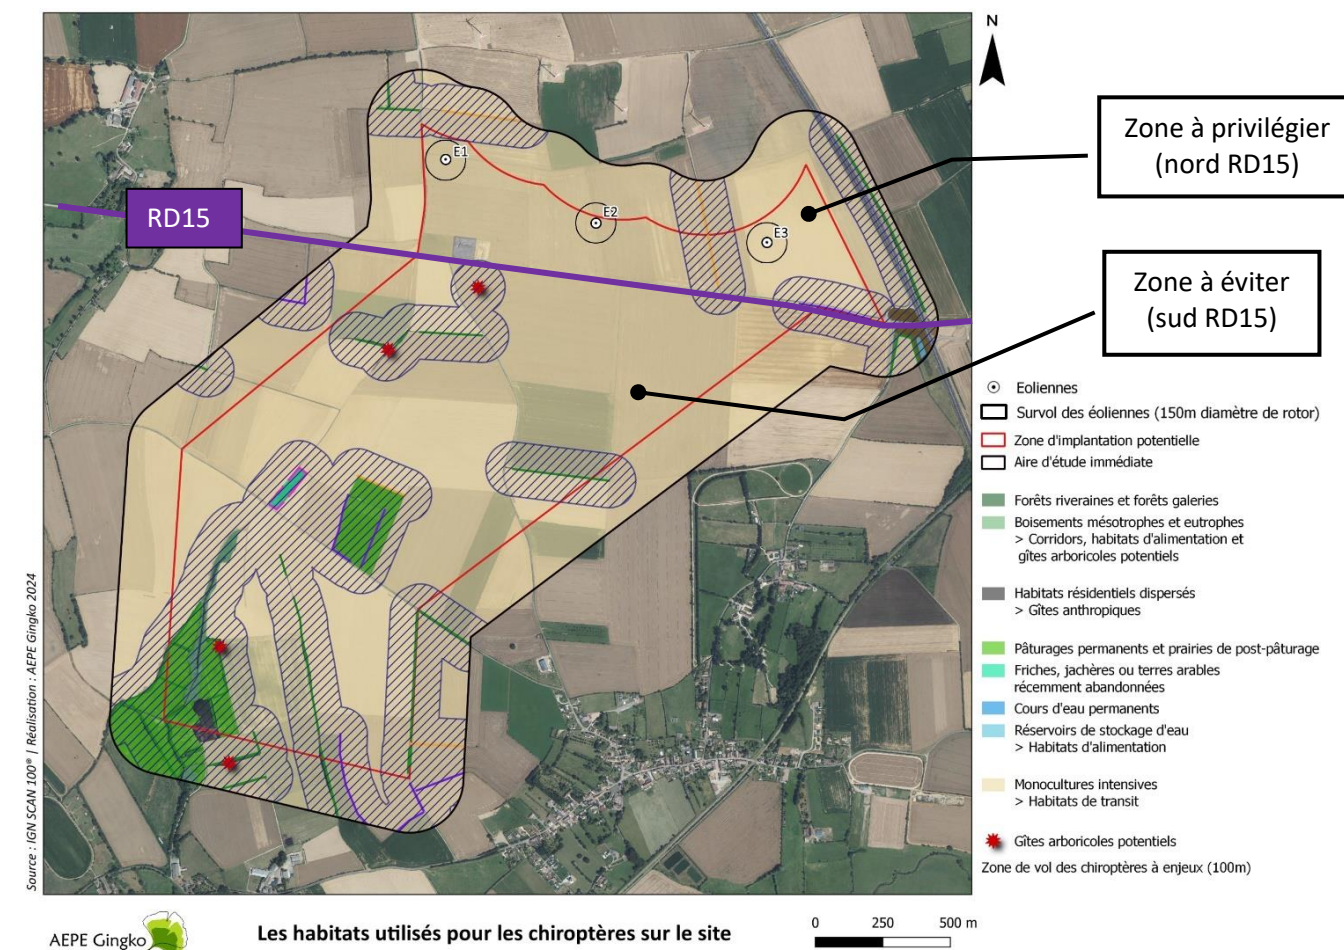 N
Zone à privilégier
(nord RD15)
E1
E2
E3
RD15
Zone à éviter
(sud RD15)
Eoliennes
Survol des éoliennes (150m diamètre de rotor)
Zone d'implantation potentielle
Aire d'étude immédiate
Forêts riveraines et forêts galeries
Boisements mésotrophes et eutrophes
> Corridors, habitats d'alimentation et
gîtes arboricoles potentiels
Habitats résidentiels dispersés
> Gîtes anthropiques
Pâturages permanents et prairies de post-pâturage
Friches, jachères ou terres arables
récemment abandonnées
Cours d'eau permanents
Réservoirs de stockage d'eau
> Habitats d'alimentation
Monocultures intensives
> Habitats de transit
Gîtes arboricoles potentiels
Zone de vol des chiroptères à enjeux (100m)
Source : IGN SCAN 100® | Réalisation : AEPE Gingko 2024
AEPE Gingko
Les habitats utilisés pour les chiroptères sur le site
0 250 500 m